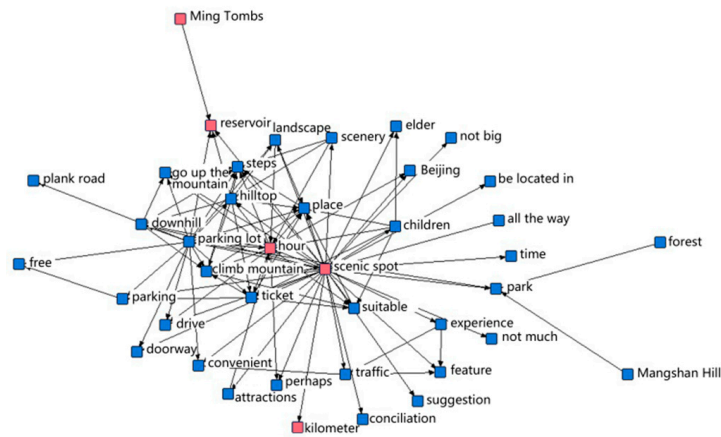 Ming Tombs
reservoir
landscape
scenery
elder
not big
steps
go up the
mountain
Beijing
plank road
be located in
hilltop
place
downhill
children
all the way
parking lot
hour
forest
free
climb mountain
scenic spot
time
park
parking
ticket
suitable
drive
experience
not much
doorway
convenient
traffic
feature
Mangshan Hill
perhaps
attractions
suggestion
kilometer
conciliation